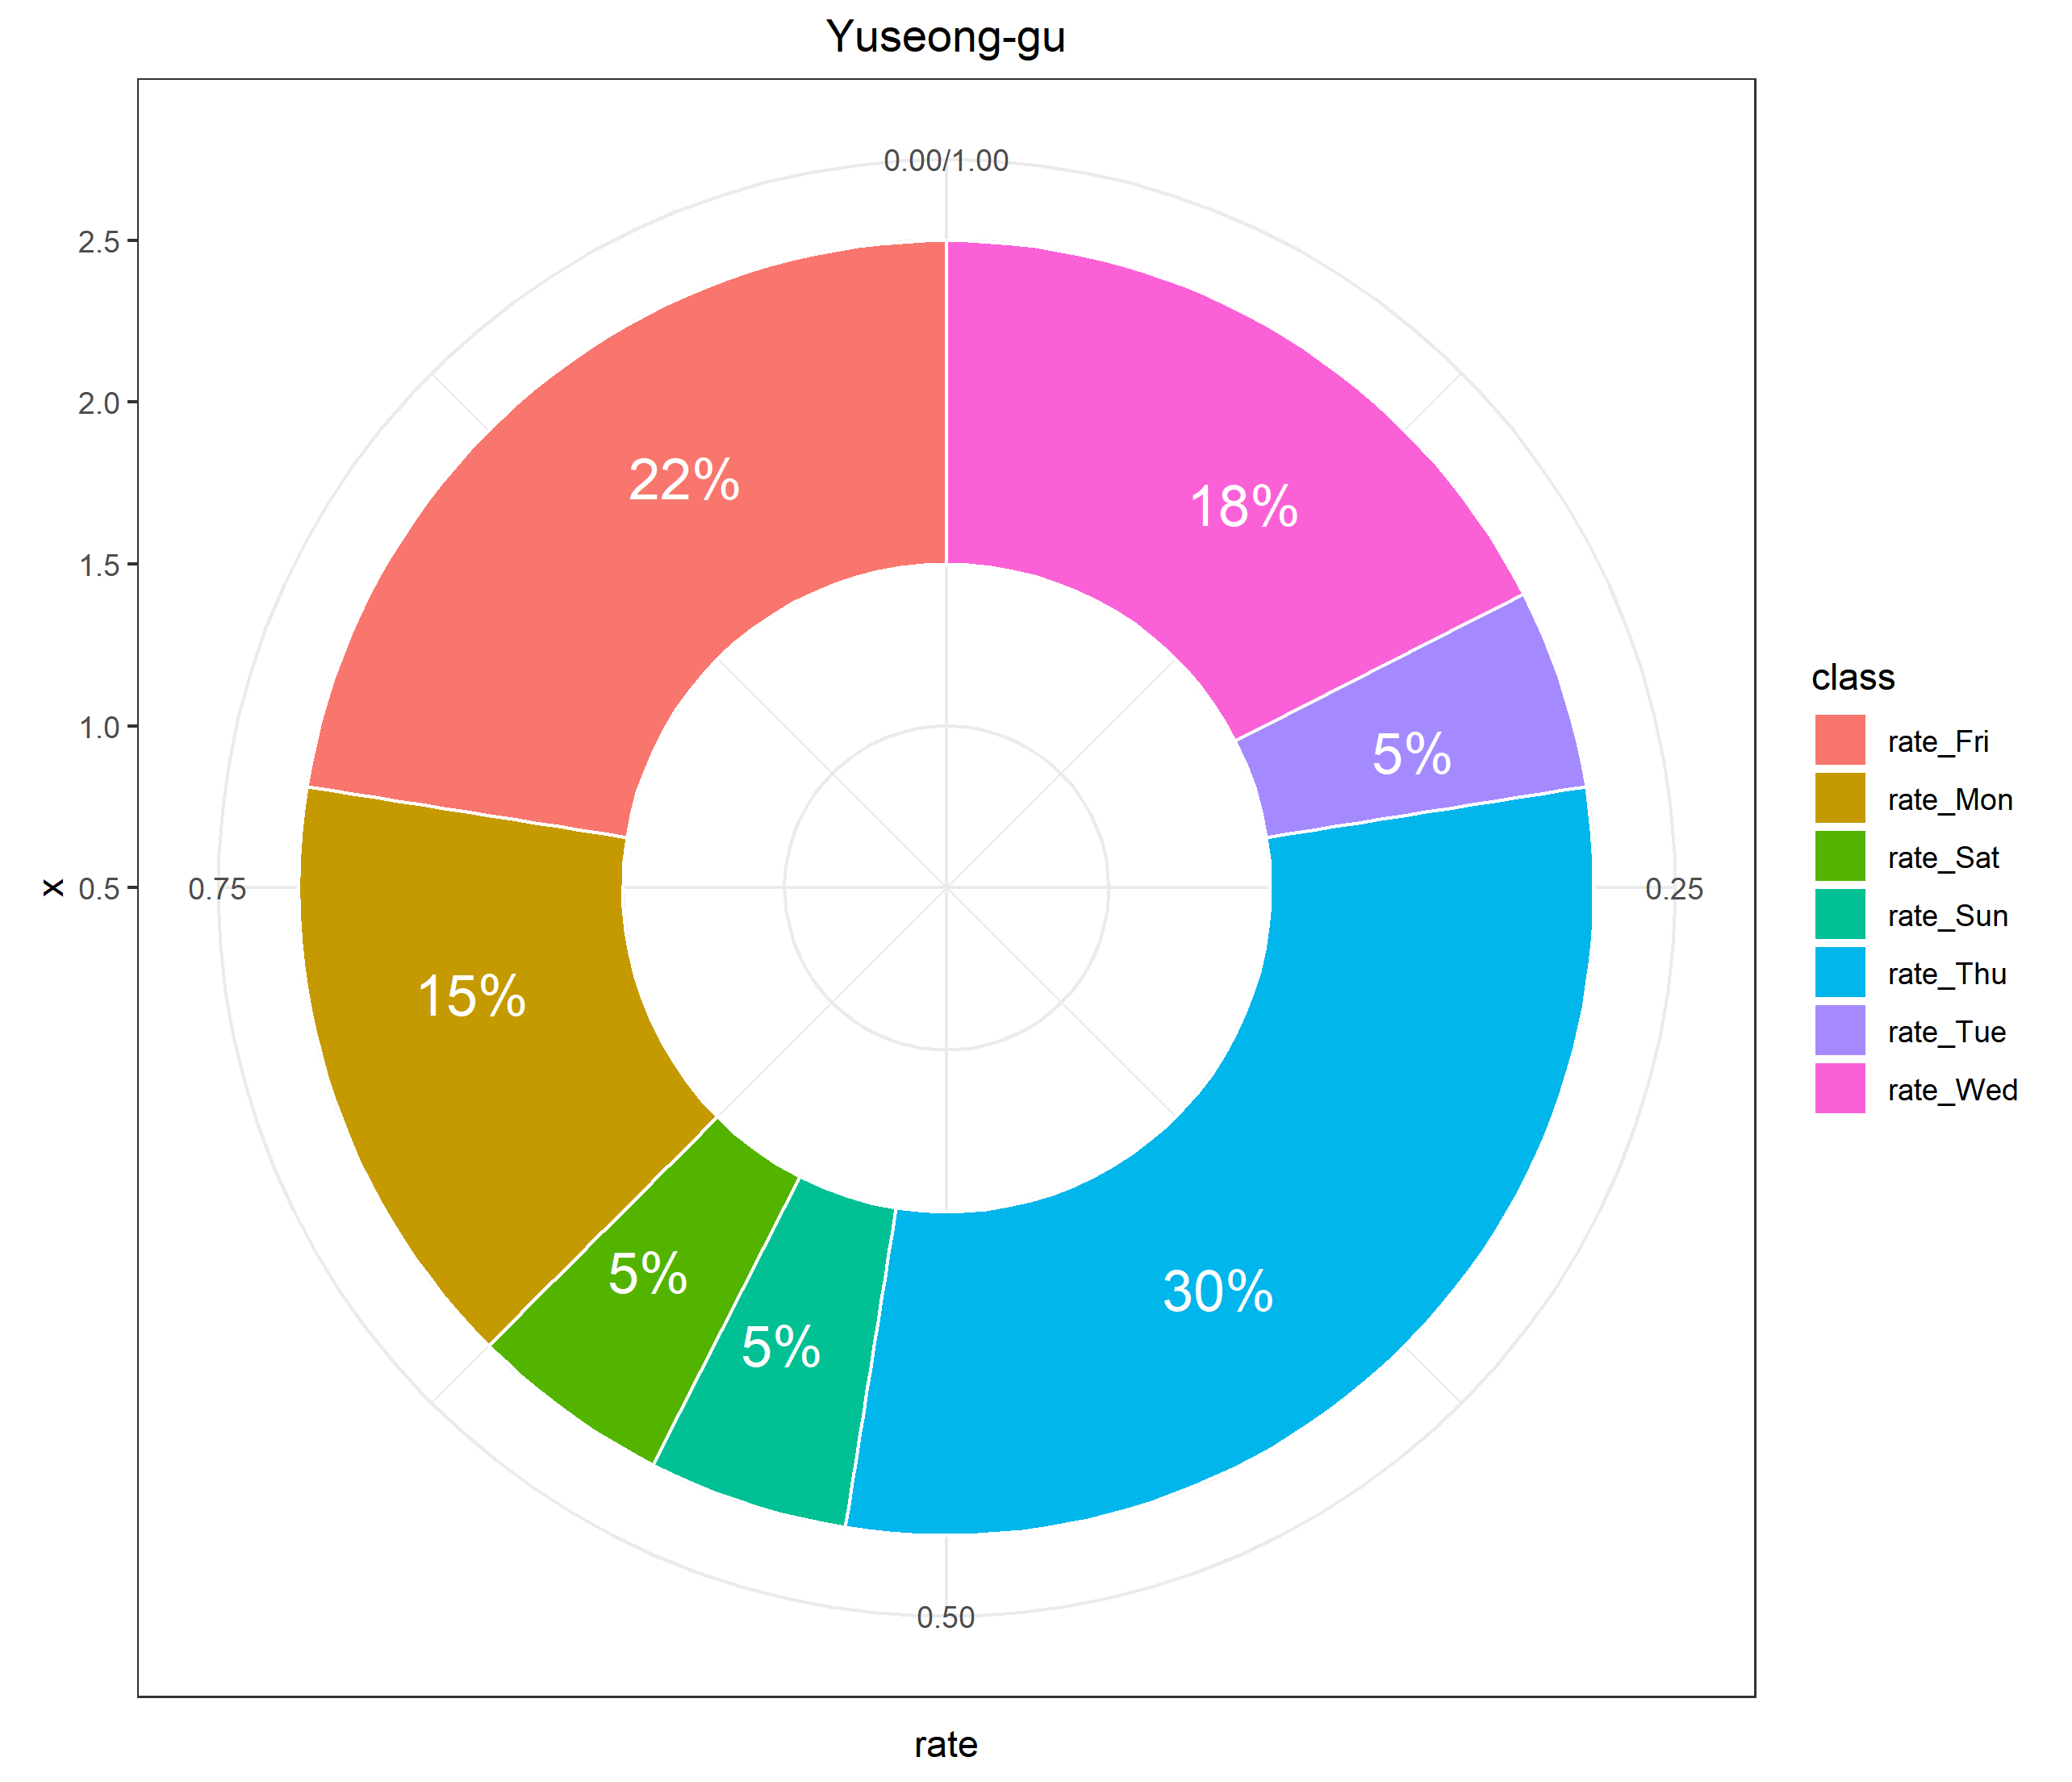 Yuseong-gu
0.00/1.00
2.5
2.0
1.5
1.0
x 0.5
0.75
0.25
0.50
22%
18%
5%
15%
30%
5%
5%
rate
class
rate_Fri
rate_Mon
rate_Sat
rate_Sun
rate_Thu
rate_Tue
rate_Wed